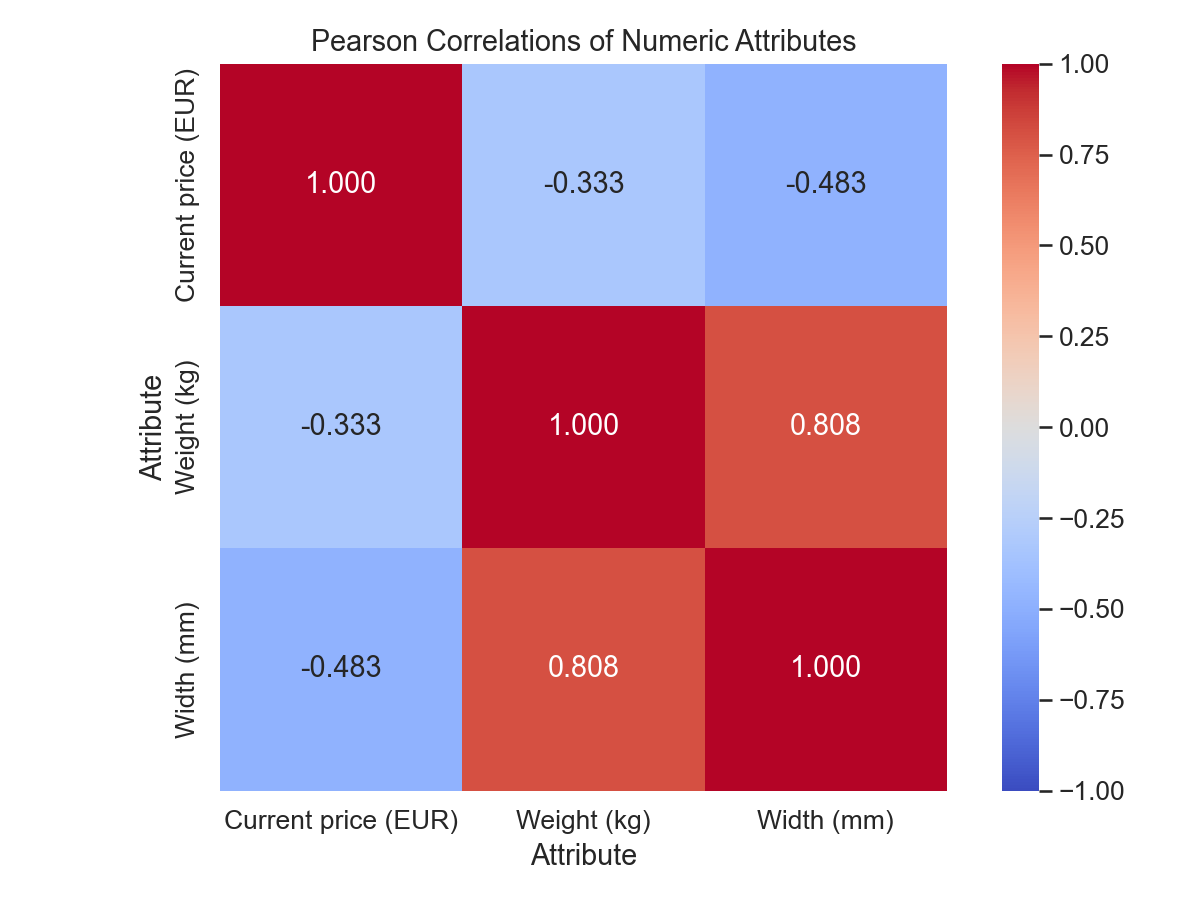 Pearson Correlations of Numeric Attributes
Attribute
Current price (EUR)
1.000
-0.333
-0.483
Weight (kg)
-0.333
1.000
0.808
Width (mm)
-0.483
0.808
1.000
Current price (EUR)
Weight (kg)
Width (mm)
Attribute
1.00
0.75
0.50
0.25
0.00
−0.25
−0.50
−0.75
−1.00